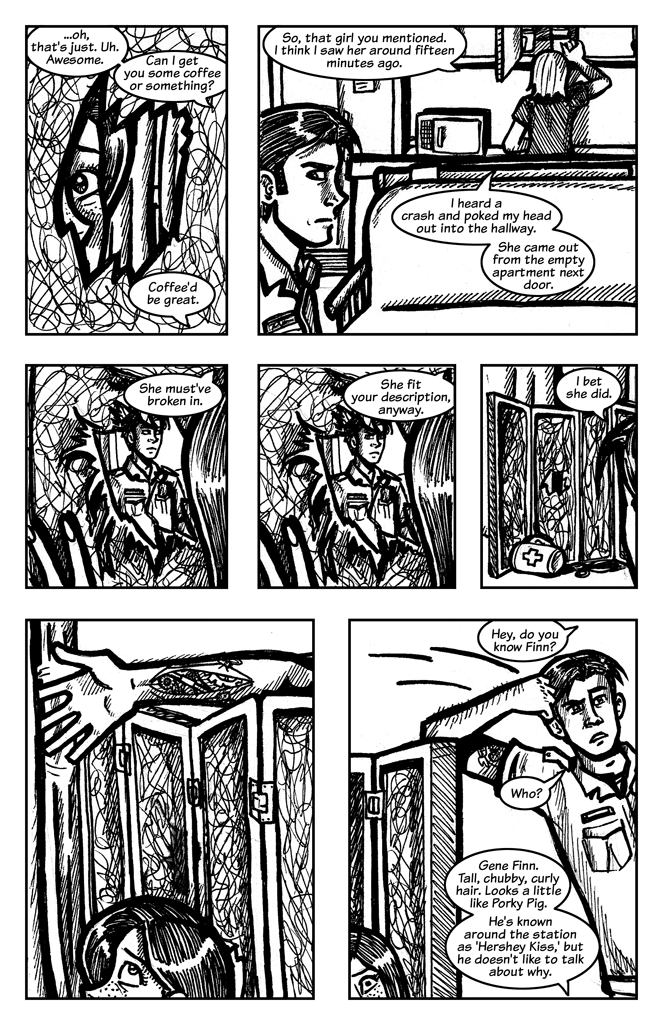 ...oh,
that's just. Uh.
Awesome.
Can I get
you some coffee
or something?
Coffee'd
be great.
So, that girl you mentioned.
I think I saw her around fifteen
minutes ago.
I heard a
crash and poked my head
out into the hallway.
She came out
from the empty
apartment next
door.
She must've
broken in.
She fit
your description,
anyway.
I bet
she did.
Hey, do you
know Finn?
Who?
Gene Finn.
Tall, chubby, curly
hair. Looks a little
like Porky Pig.
He's known
around the station
as 'Hershey Kiss,' but
he doesn't like to talk
about why.